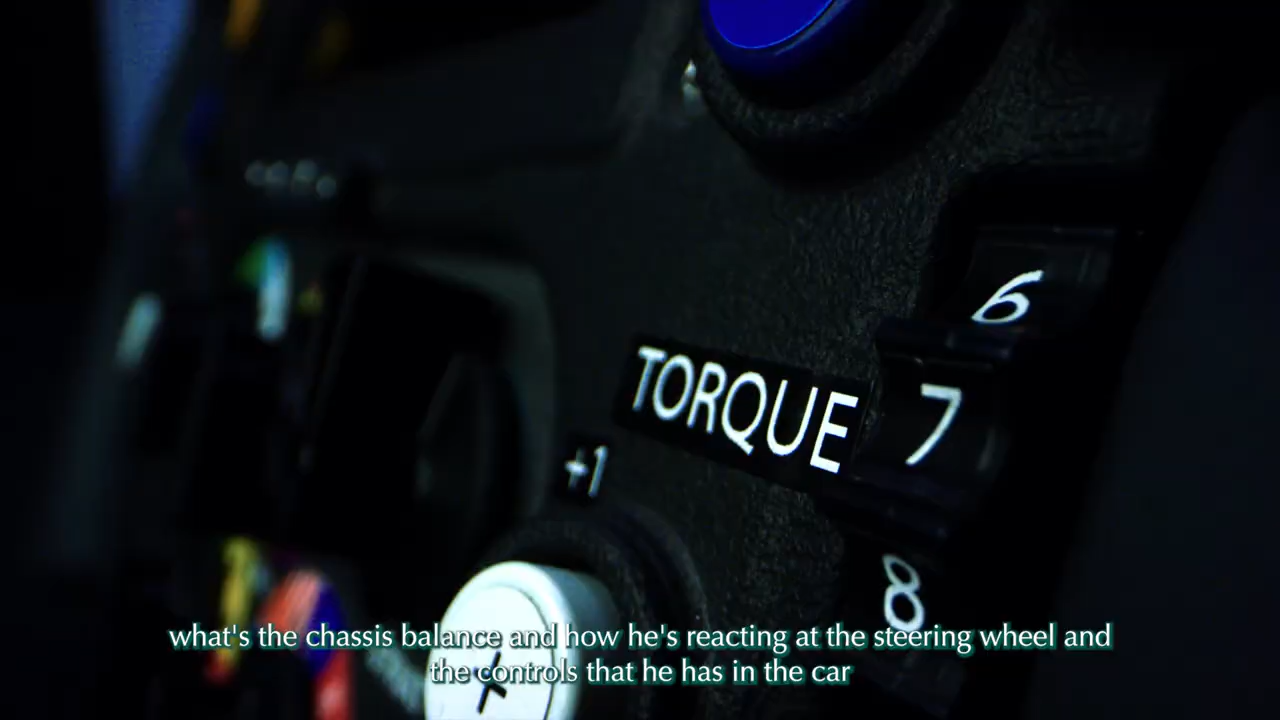 6
TORQUE
7
+1
8
+
what's the chassis balance and how he's reacting at the steering wheel and
the controls that he has in the car